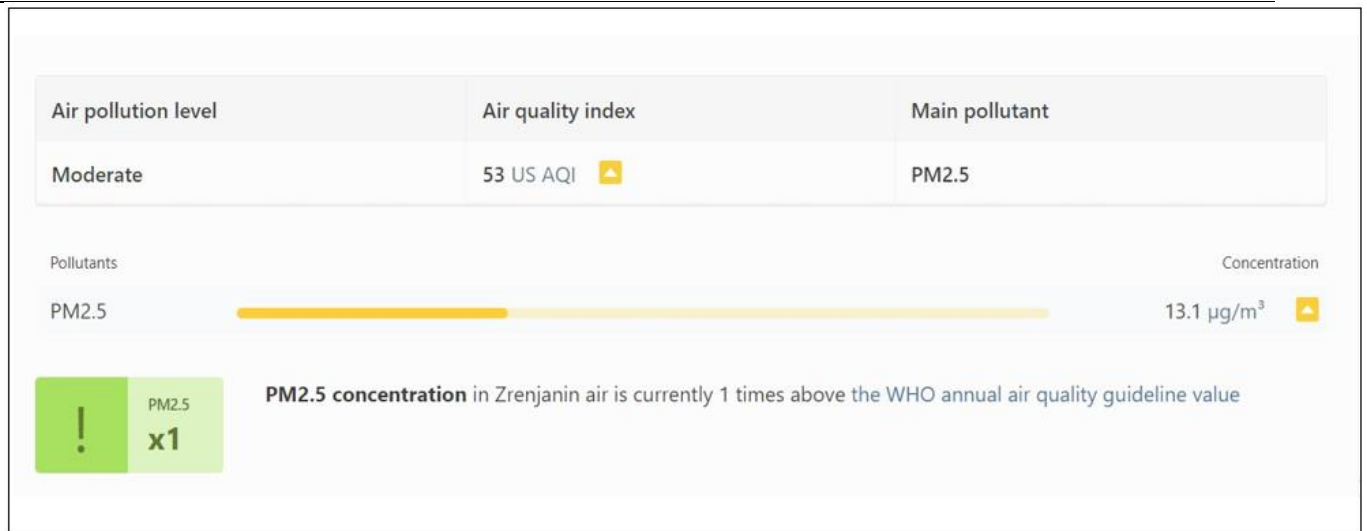 Air pollution level Air quality index Main pollutant
Moderate 53 US AQI PM2.5
Pollutants Concentration
PM2.5 13.1 µg/m³
! PM2.5 x1
PM2.5 concentration in Zrenjanin air is currently 1 times above the WHO annual air quality guideline value